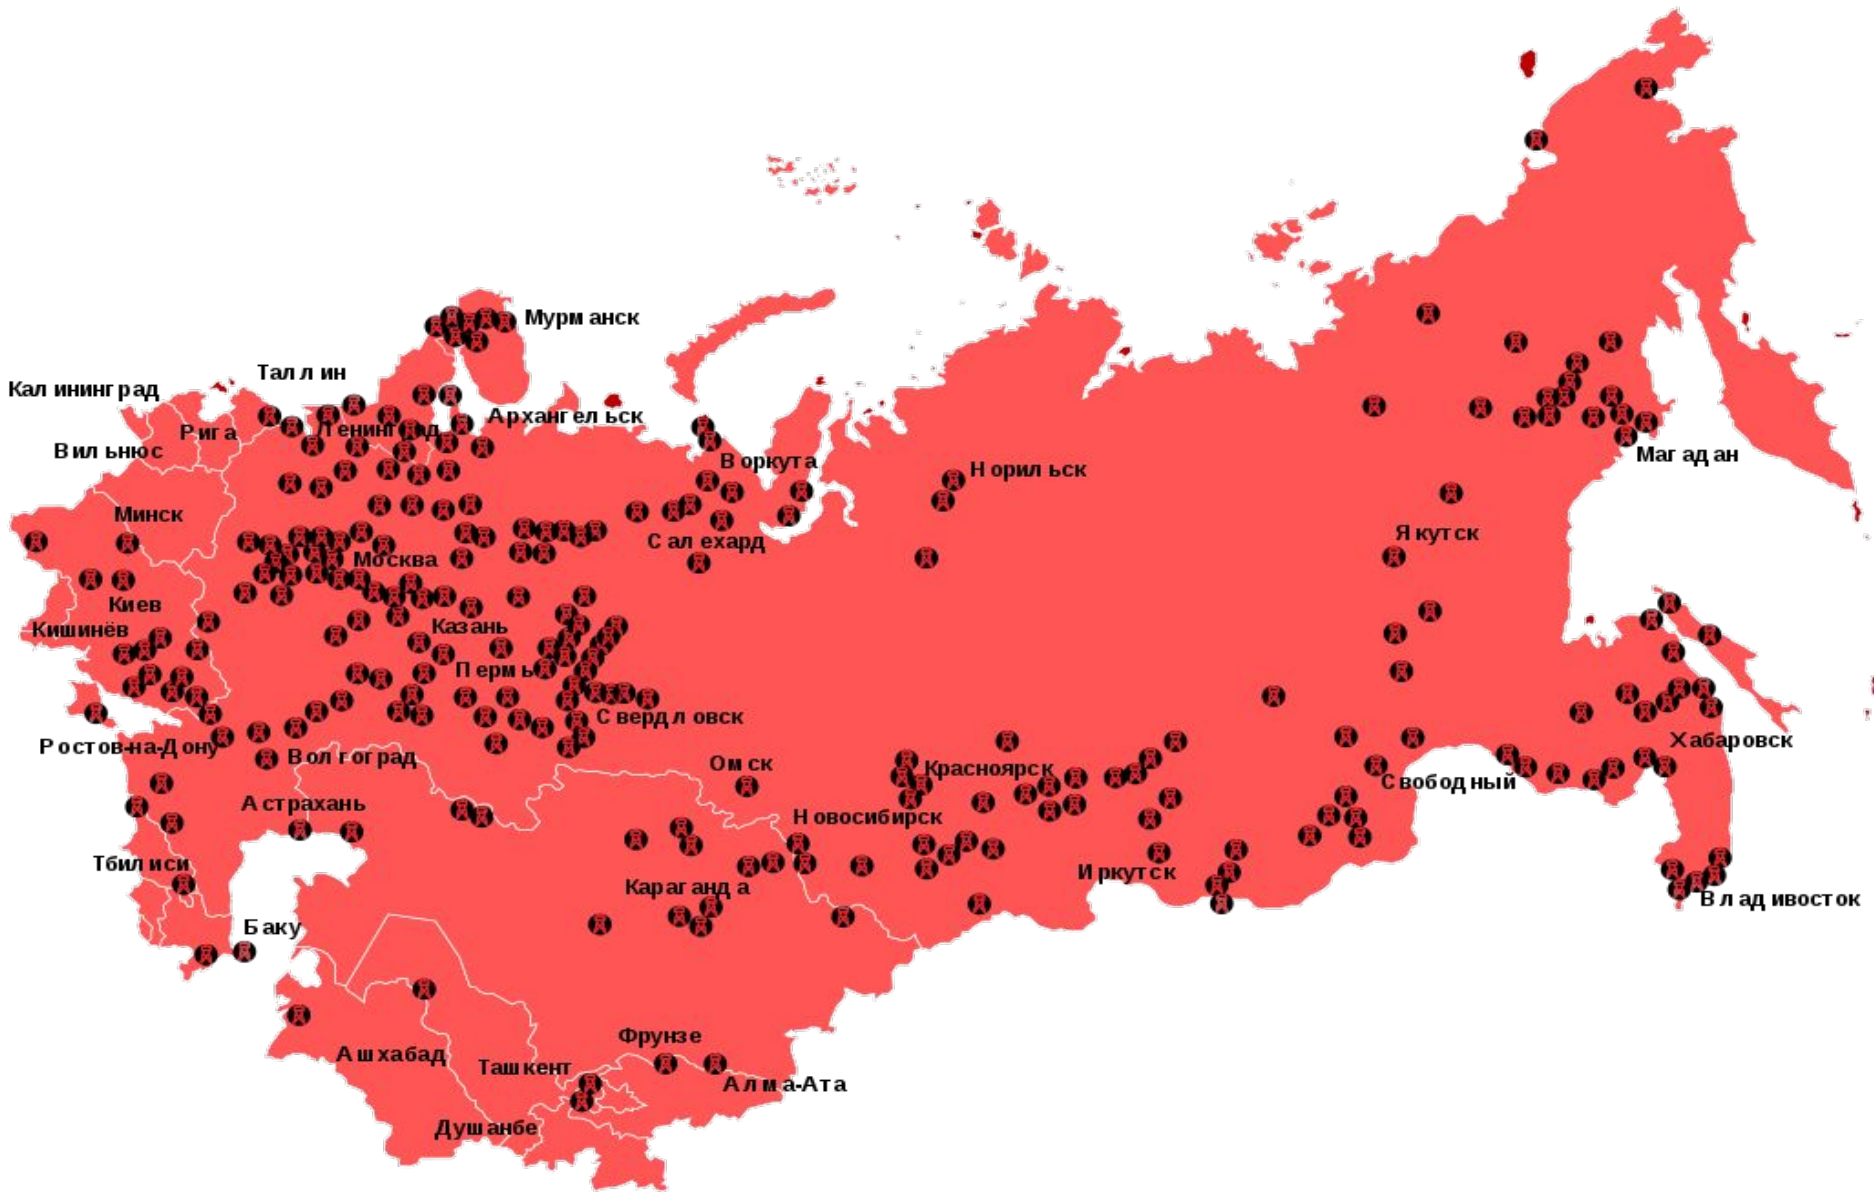 Мурманск
Таллин
Калининград
Архангельск
Рига
Ленинград
Вильнюс
Воркута
Норильск
Магадан
Минск
Якутск
Салехард
Москва
Киев
Кишинёв
Казань
Пермь
Свердловск
Ростов-на-Дону
Волгоград
Хабаровск
Омск
Красноярск
Свободный
Астрахань
Новосибирск
Тбилиси
Иркутск
Караганда
Владивосток
Баку
Фрунзе
Ашхабад
Ташкент
Алма-Ата
Душанбе